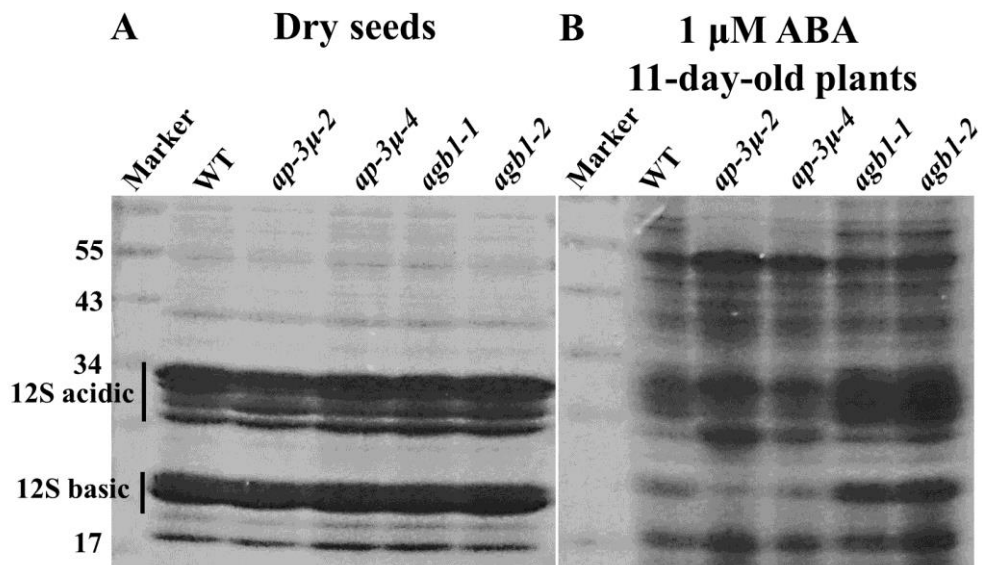 A
Dry seeds
B
1 μM ABA
11-day-old plants
Marker
WT
ap-3μ-2
ap-3μ-4
agb1-1
agb1-2
Marker
WT
ap-3μ-2
ap-3μ-4
agb1-1
agb1-2
55
43
34
12S acidic
12S basic
17